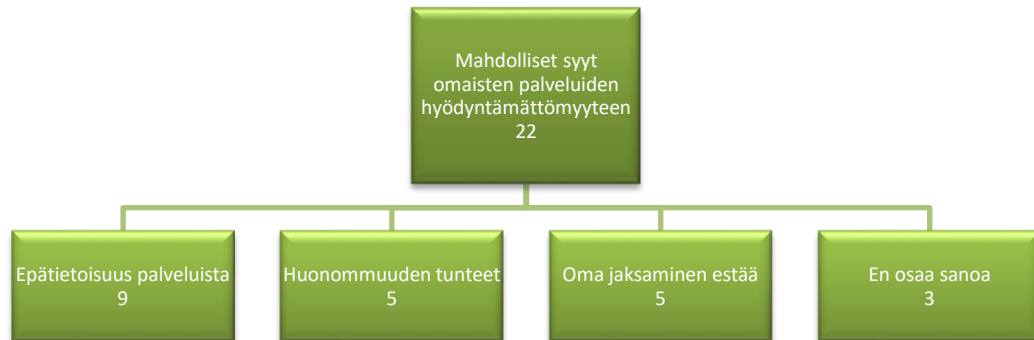 Mahdolliset syyt
omaisten palveluiden
hyödyntämättömyyteen
22
Epätietoisuus palveluista
9
Huonommuuden tunteet
5
Oma jaksaminen estää
5
En osaa sanoa
3